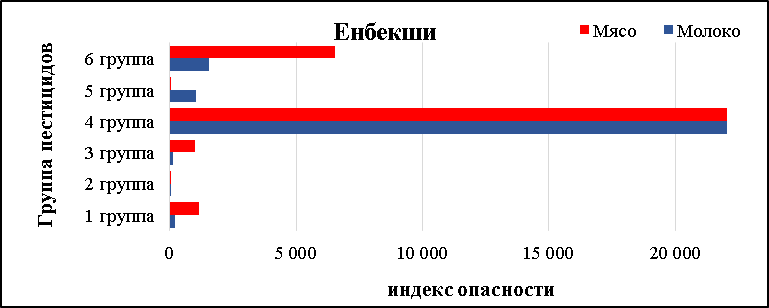 Енбекши
Мясо Молоко
Группа пестицидов
6 группа
5 группа
4 группа
3 группа
2 группа
1 группа
0 5 000 10 000 15 000 20 000
индекс опасности